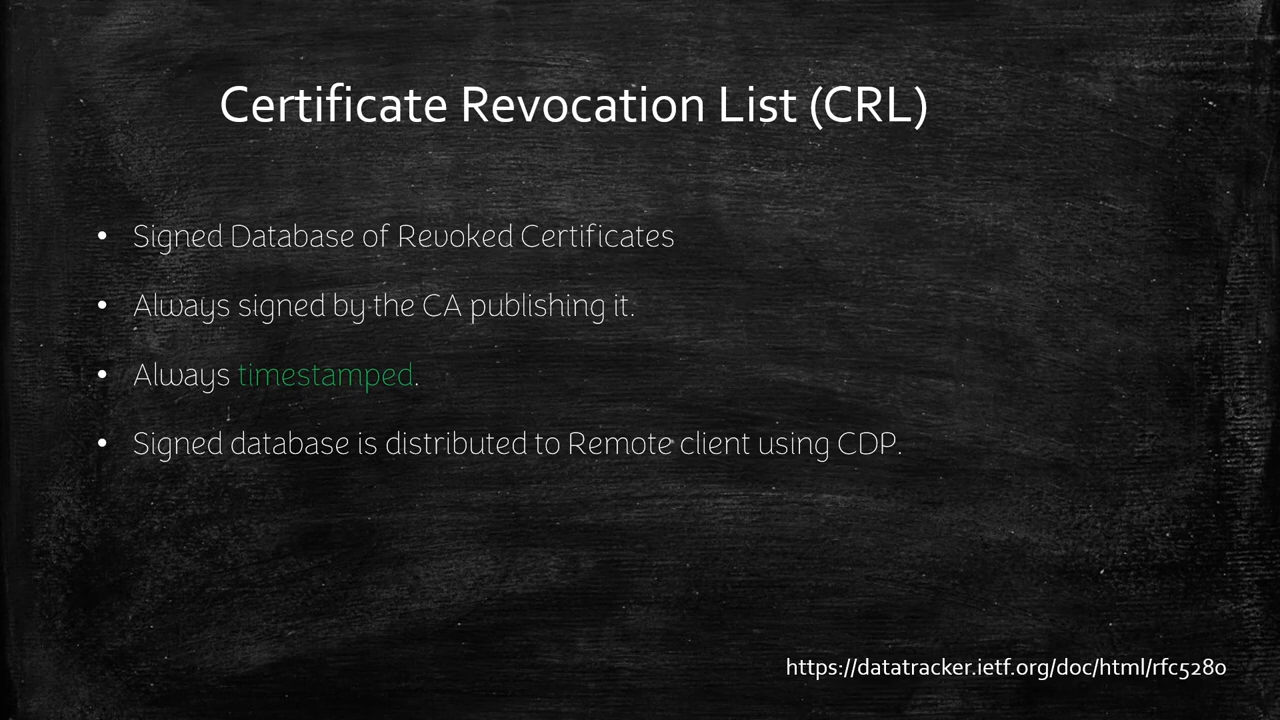 Certificate Revocation List (CRL)
• Signed Database of Revoked Certificates
• Always signed by the CA publishing it.
• Always timestamped.
• Signed database is distributed to Remote client using CDP.
https://datatracker.ietf.org/doc/html/rfc5280